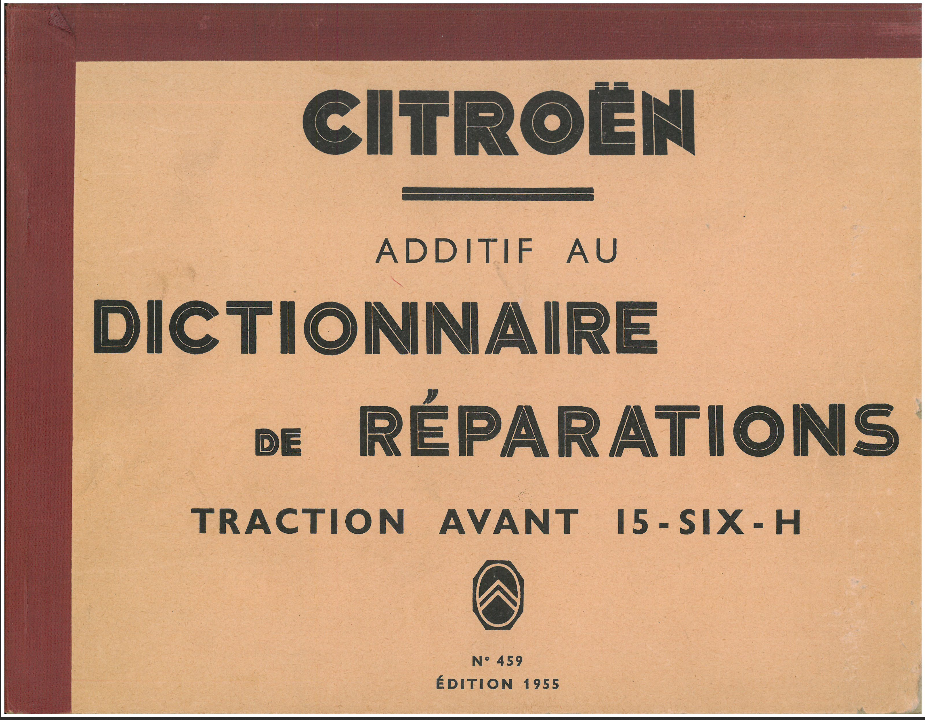 CITROËN
ADDITIF AU
DICTIONNAIRE
DE RÉPARATIONS
TRACTION AVANT 15-SIX-H
N° 459
ÉDITION 1955